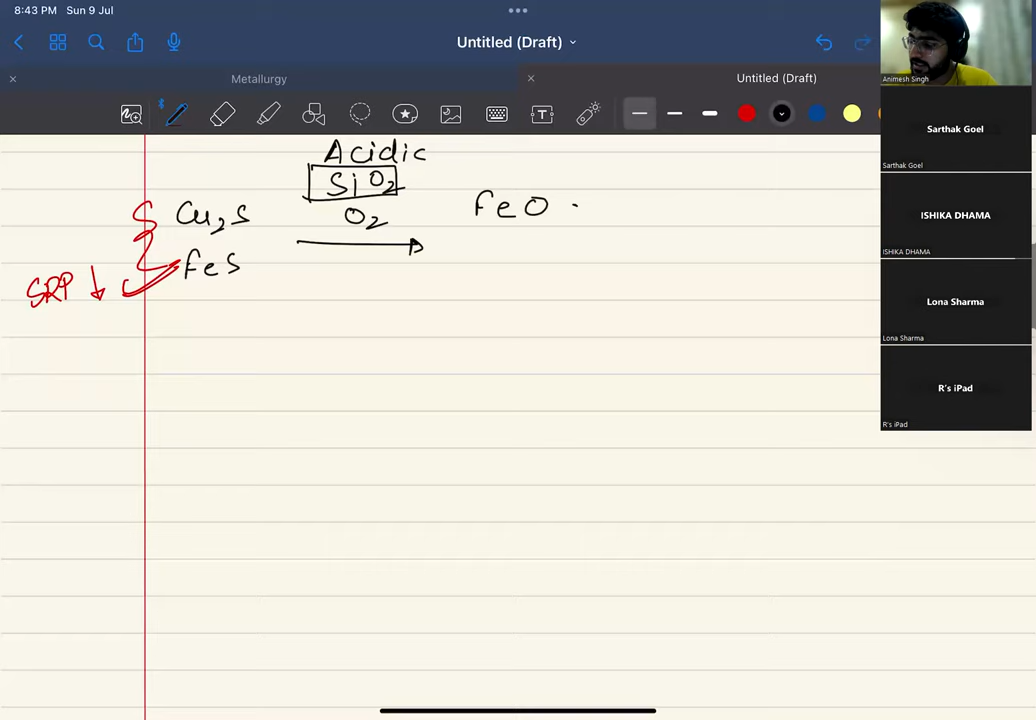 8:43 PM Sun 9 Jul
Untitled (Draft)
Metallurgy
Untitled (Draft)
Animesh Singh
Sarthak Goel
Sarthak Goel
ISHIKA DHAMA
ISHIKA DHAMA
Lona Sharma
Lona Sharma
R's iPad
R's iPad
Acidic
SiO₂
Cu₂S O₂ FeO
FeS
SRP ↓